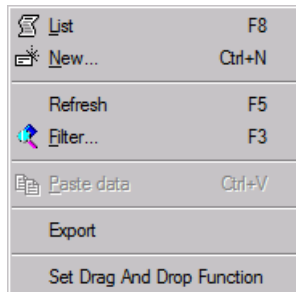 List F8
New... Ctrl+N
Refresh F5
Filter... F3
Paste data Ctrl+V
Export
Set Drag And Drop Function